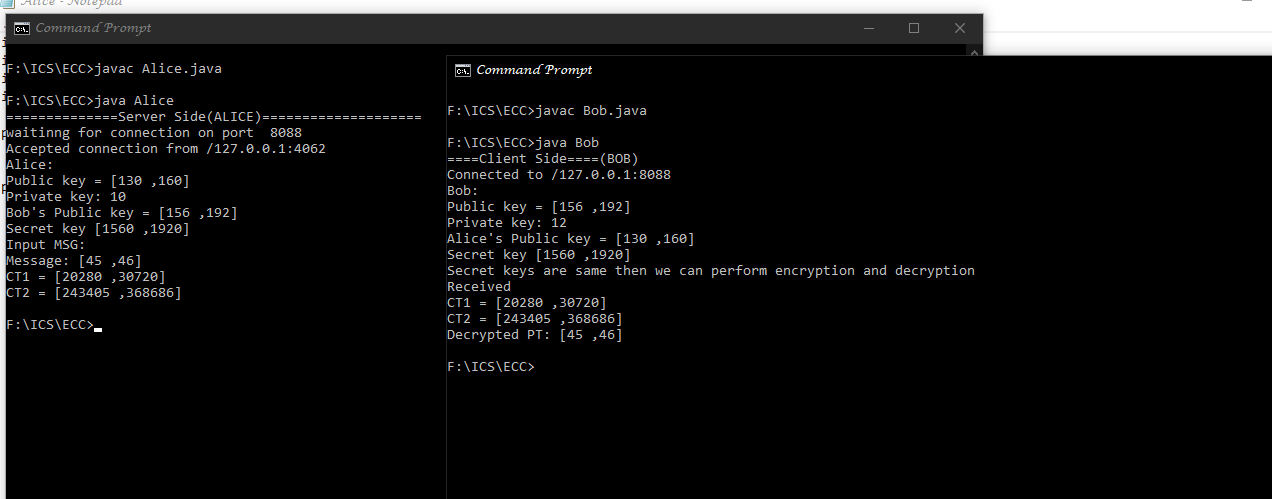 Alice - Notepad
Command Prompt
F:\ICS\ECC>javac Alice.java
F:\ICS\ECC>java Alice
==============Server Side(ALICE)====================
waitinng for connection on port  8088
Accepted connection from /127.0.0.1:4062
Alice:
Public key = [130 ,160]
Private key: 10
Bob's Public key = [156 ,192]
Secret key [1560 ,1920]
Input MSG:
Message: [45 ,46]
CT1 = [20280 ,30720]
CT2 = [243405 ,368686]
F:\ICS\ECC>
Command Prompt
F:\ICS\ECC>javac Bob.java
F:\ICS\ECC>java Bob
====Client Side====(BOB)
Connected to /127.0.0.1:8088
Bob:
Public key = [156 ,192]
Private key: 12
Alice's Public key = [130 ,160]
Secret key [1560 ,1920]
Secret keys are same then we can perform encryption and decryption
Received
CT1 = [20280 ,30720]
CT2 = [243405 ,368686]
Decrypted PT: [45 ,46]
F:\ICS\ECC>